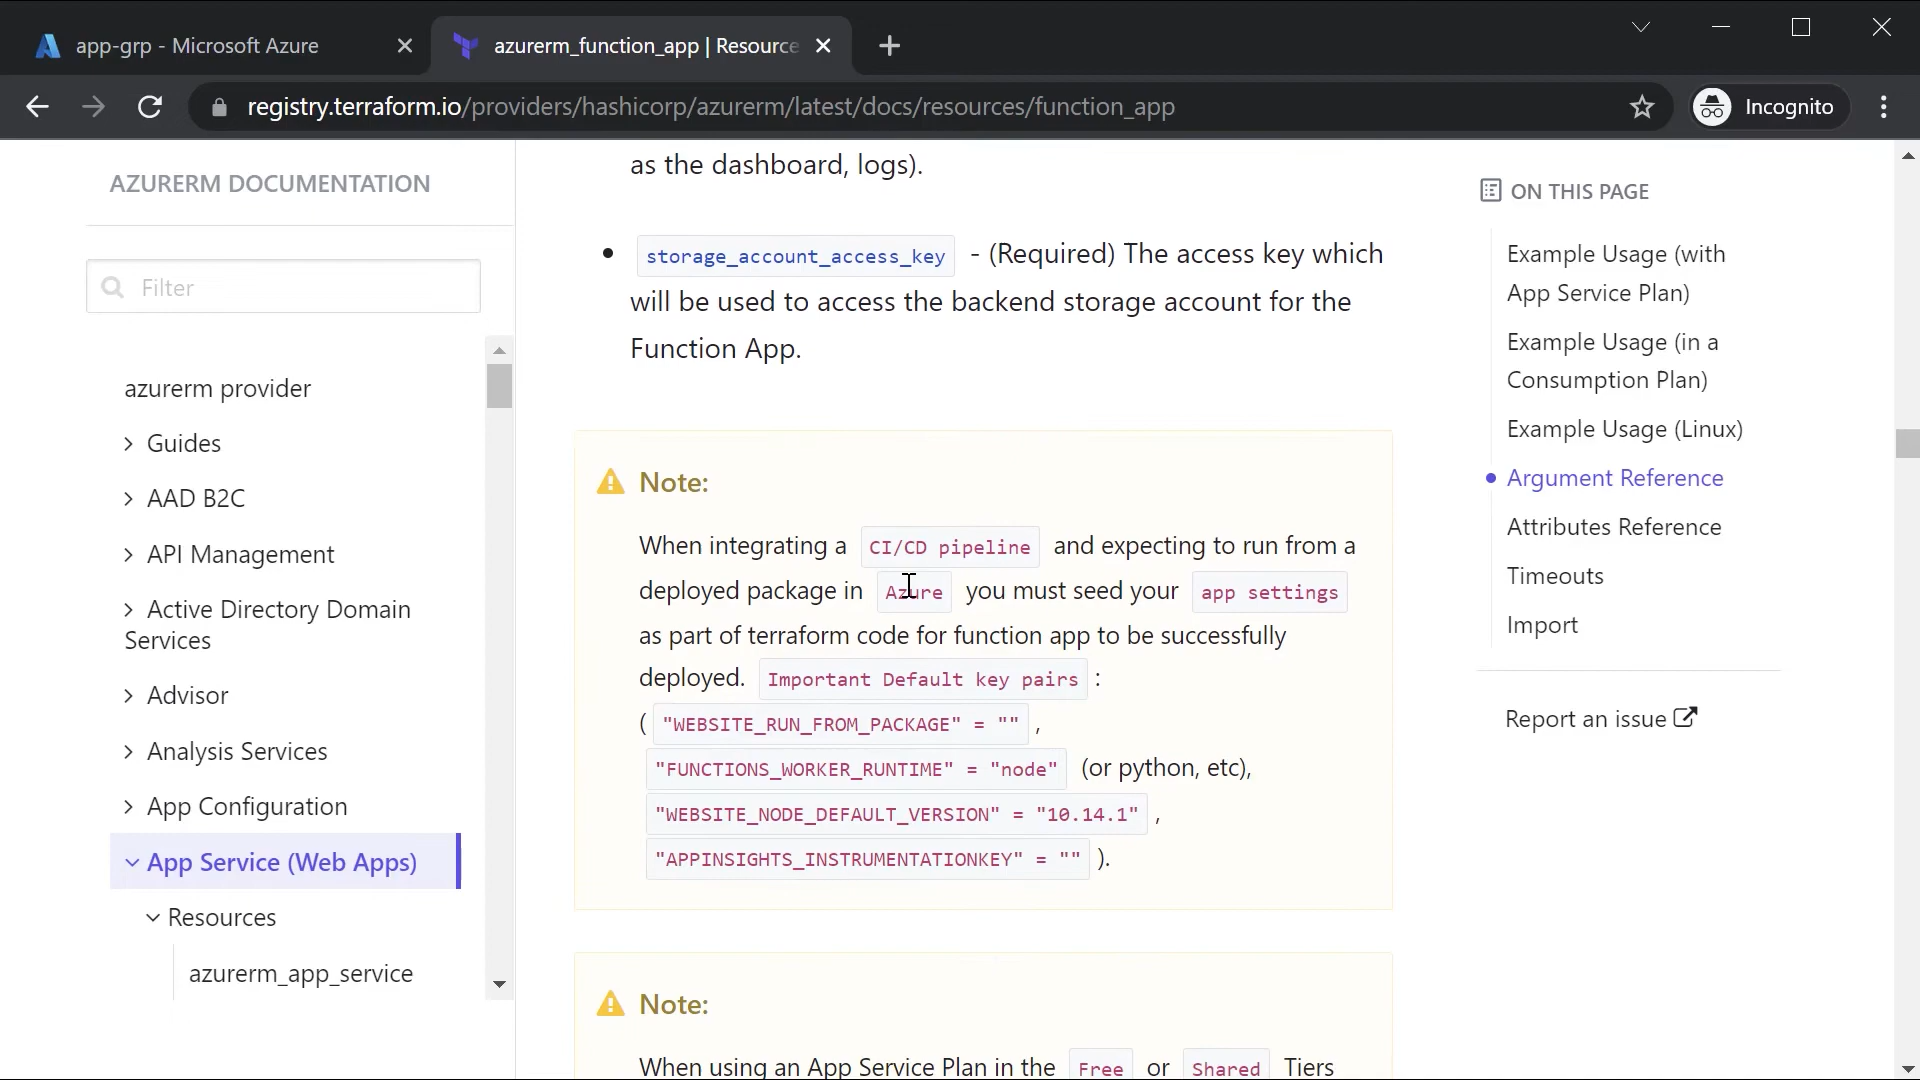 app-grp - Microsoft Azure
azurerm_function_app | Resource
registry.terraform.io/providers/hashicorp/azurerm/latest/docs/resources/function_app
Incognito
AZURERM DOCUMENTATION
Filter
azurerm provider
Guides
AAD B2C
API Management
Active Directory Domain
Services
Advisor
Analysis Services
App Configuration
App Service (Web Apps)
Resources
azurerm_app_service
as the dashboard, logs).
storage_account_access_key - (Required) The access key which
will be used to access the backend storage account for the
Function App.
Note:
When integrating a CI/CD pipeline and expecting to run from a
deployed package in Azure you must seed your app settings
as part of terraform code for function app to be successfully
deployed. Important Default key pairs :
( "WEBSITE_RUN_FROM_PACKAGE" = "" ,
"FUNCTIONS_WORKER_RUNTIME" = "node" (or python, etc),
"WEBSITE_NODE_DEFAULT_VERSION" = "10.14.1" ,
"APPINSIGHTS_INSTRUMENTATIONKEY" = "" ).
Note:
When using an App Service Plan in the Free or Shared Tiers
ON THIS PAGE
Example Usage (with
App Service Plan)
Example Usage (in a
Consumption Plan)
Example Usage (Linux)
Argument Reference
Attributes Reference
Timeouts
Import
Report an issue